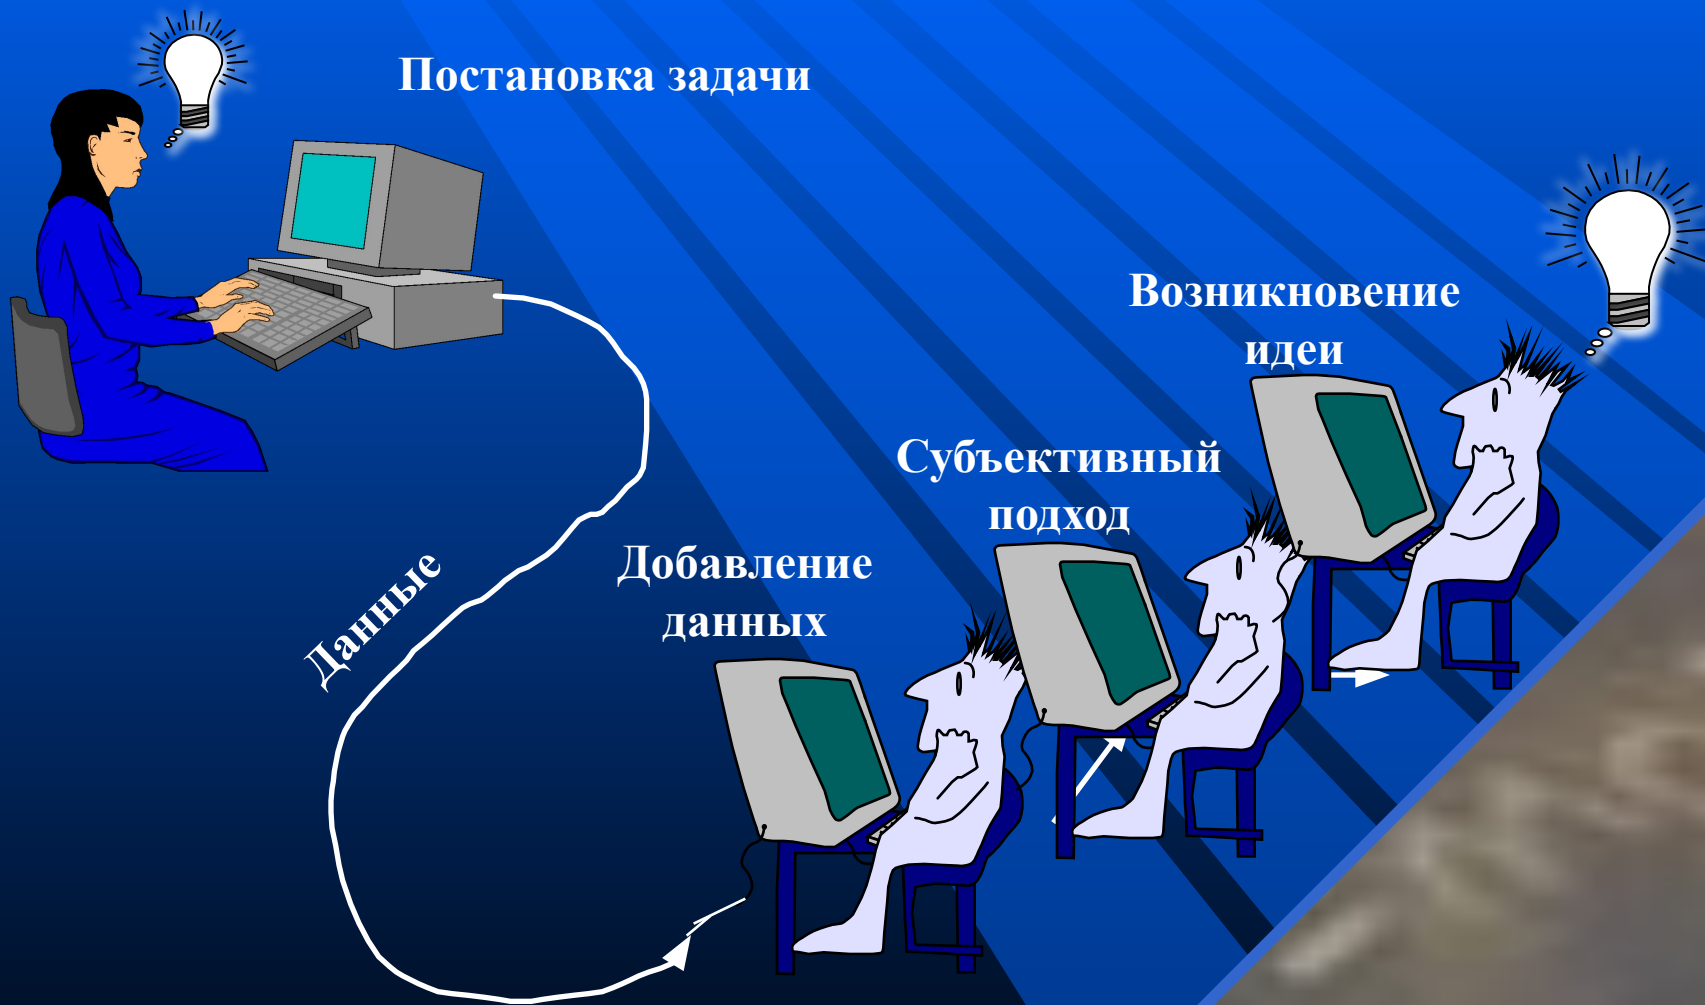 Постановка задачи
Возникновение
идеи
Субъективный
подход
Добавление
данных
Данные